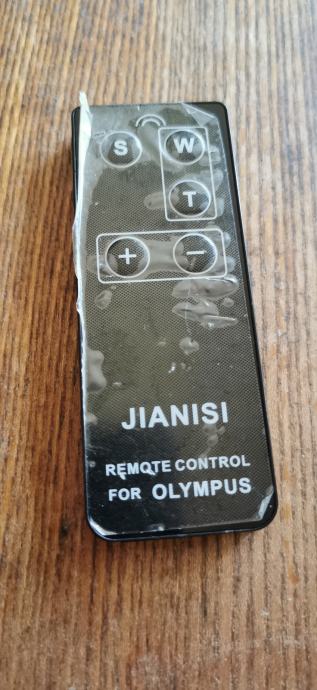 S W
T
+ −
JIANISI
REMOTE CONTROL
FOR OLYMPUS